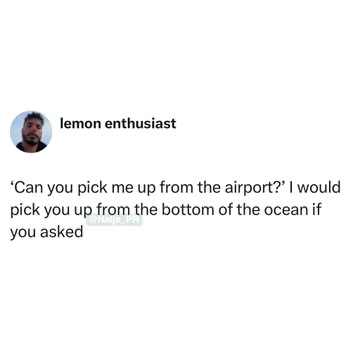 lemon enthusiast
‘Can you pick me up from the airport?’ I would
pick you up from the bottom of the ocean if
you asked